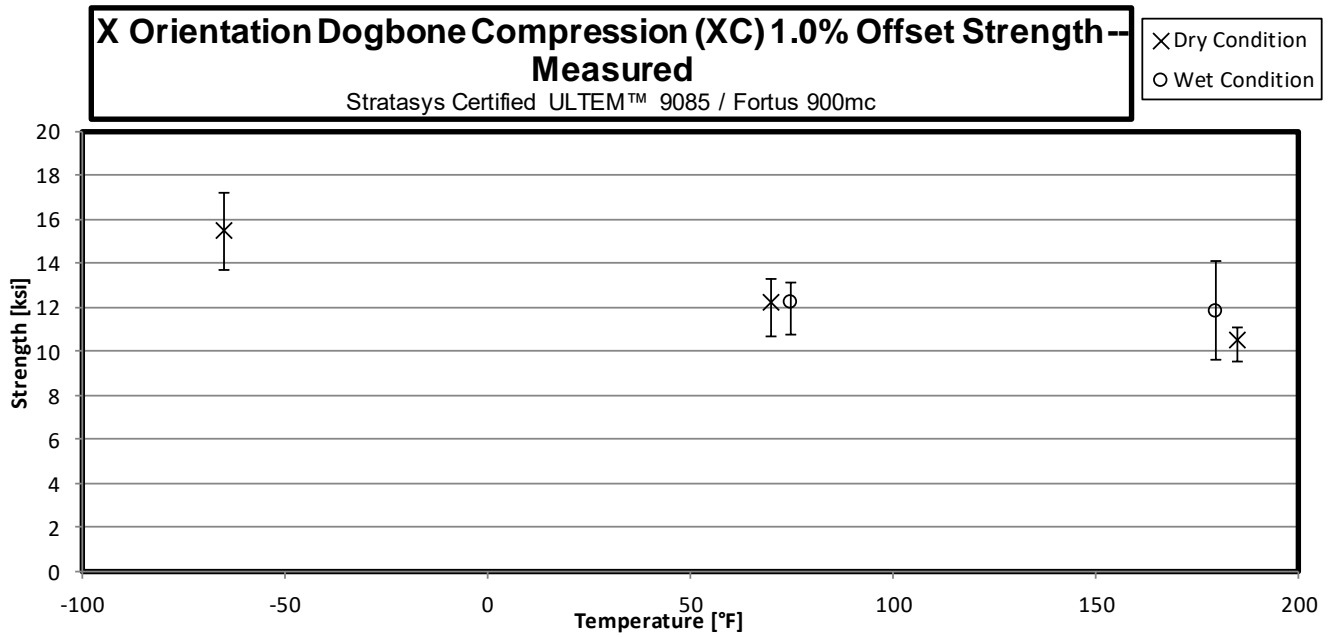 X Orientation Dogbone Compression (XC) 1.0% Offset Strength --
Measured
Stratasys Certified ULTEM™ 9085 / Fortus 900mc
Dry Condition
Wet Condition
Strength [ksi]
20
18
16
14
12
10
8
6
4
2
0
-100
-50
0
50
100
150
200
Temperature [°F]